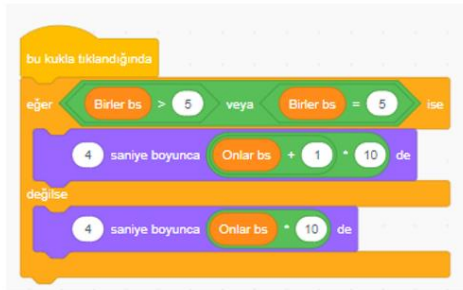 bu kukla tıklandığında
eğer Birler bs > 5 veya Birler bs = 5 ise
4 saniye boyunca Onlar bs + 1 * 10 de
değilse
4 saniye boyunca Onlar bs * 10 de